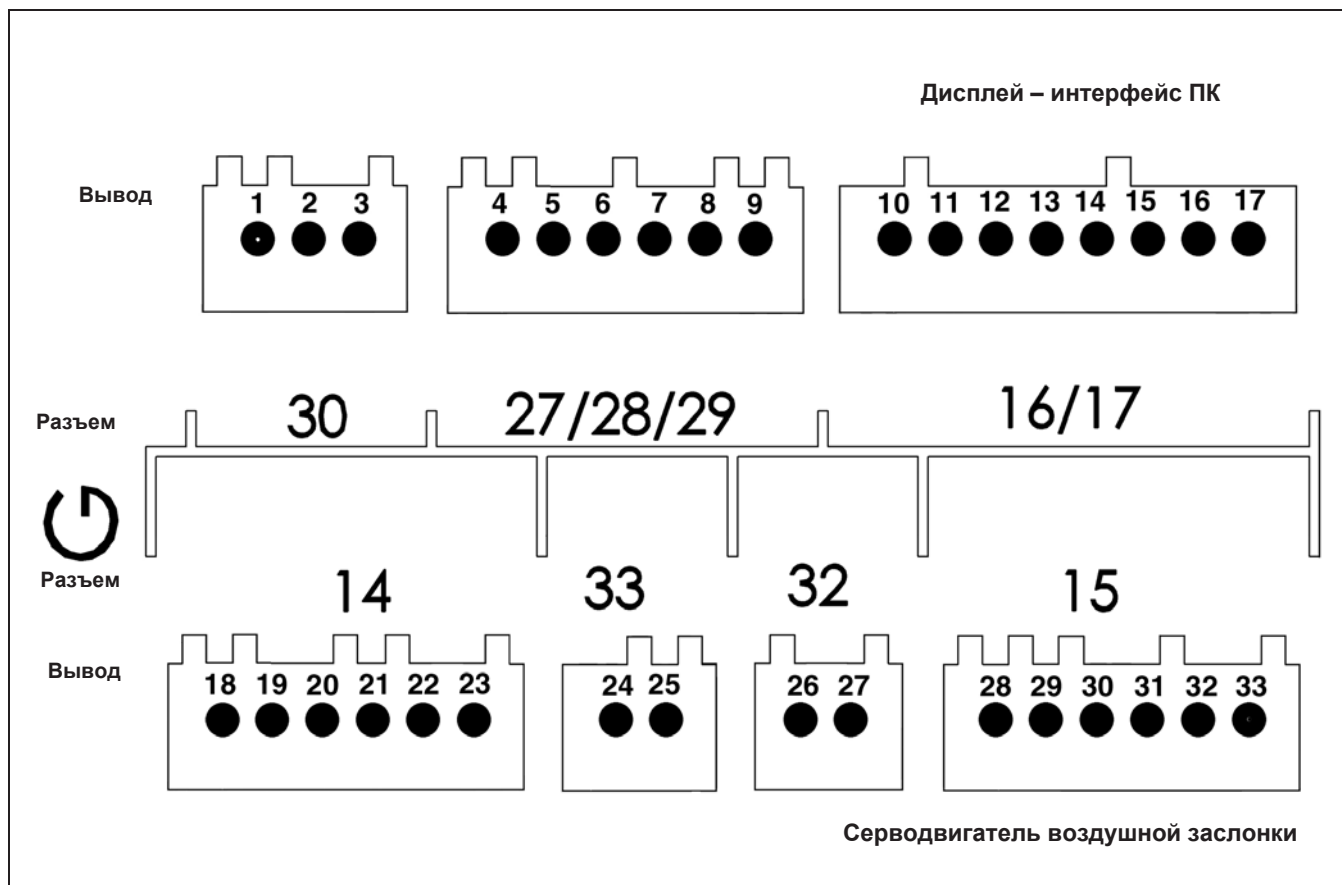 Дисплей – интерфейс ПК
Вывод
1 2 3 4 5 6 7 8 9 10 11 12 13 14 15 16 17
Разъем 30 27/28/29 16/17
Разъем 14 33 32 15
Вывод
18 19 20 21 22 23 24 25 26 27 28 29 30 31 32 33
Серводвигатель воздушной заслонки